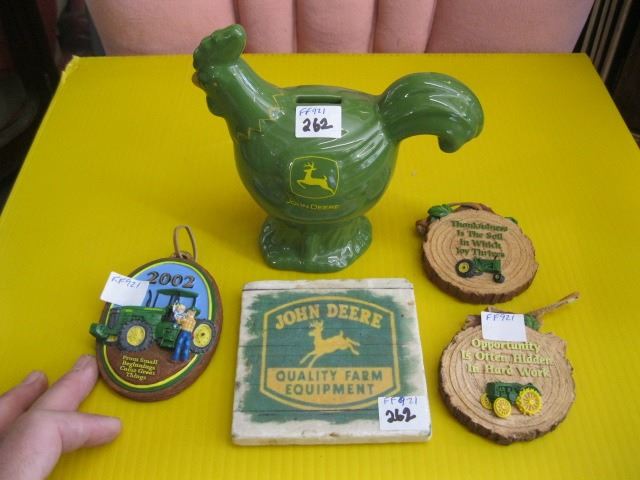 FF921
262
JOHN DEERE
Thankfulness
Is The Soil
In Which
Joy Thrives
2002
FF921
From Small
Beginnings
Come Great
Things
JOHN DEERE
QUALITY FARM
EQUIPMENT
FF921
262
FF921
Opportunity
Is Often Hidden
In Hard Work